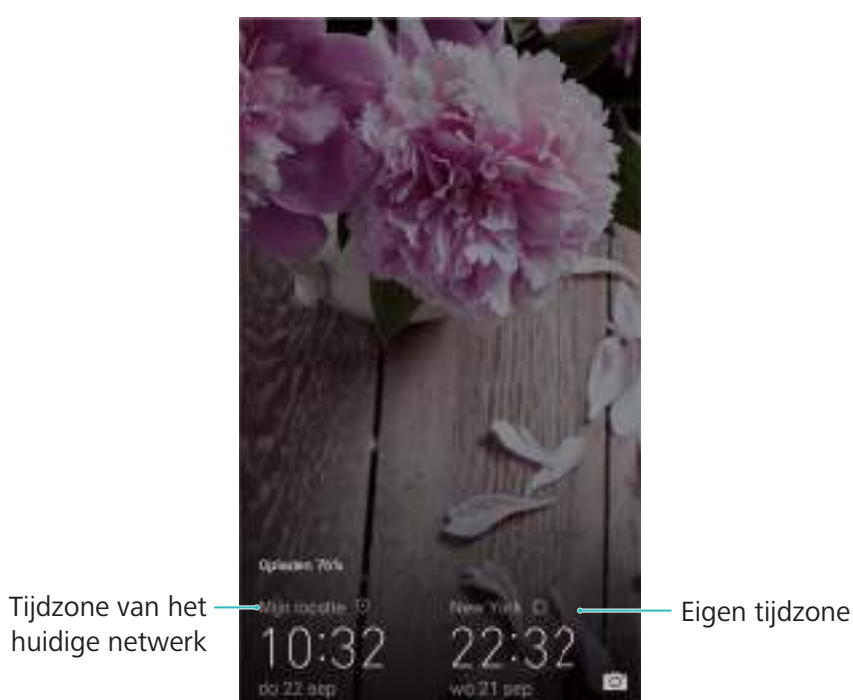 Opladen 76%
Tijdzone van het
huidige netwerk
Mijn locatie
New York
Eigen tijdzone
10:32
22:32
do 22 sep
wo 21 sep